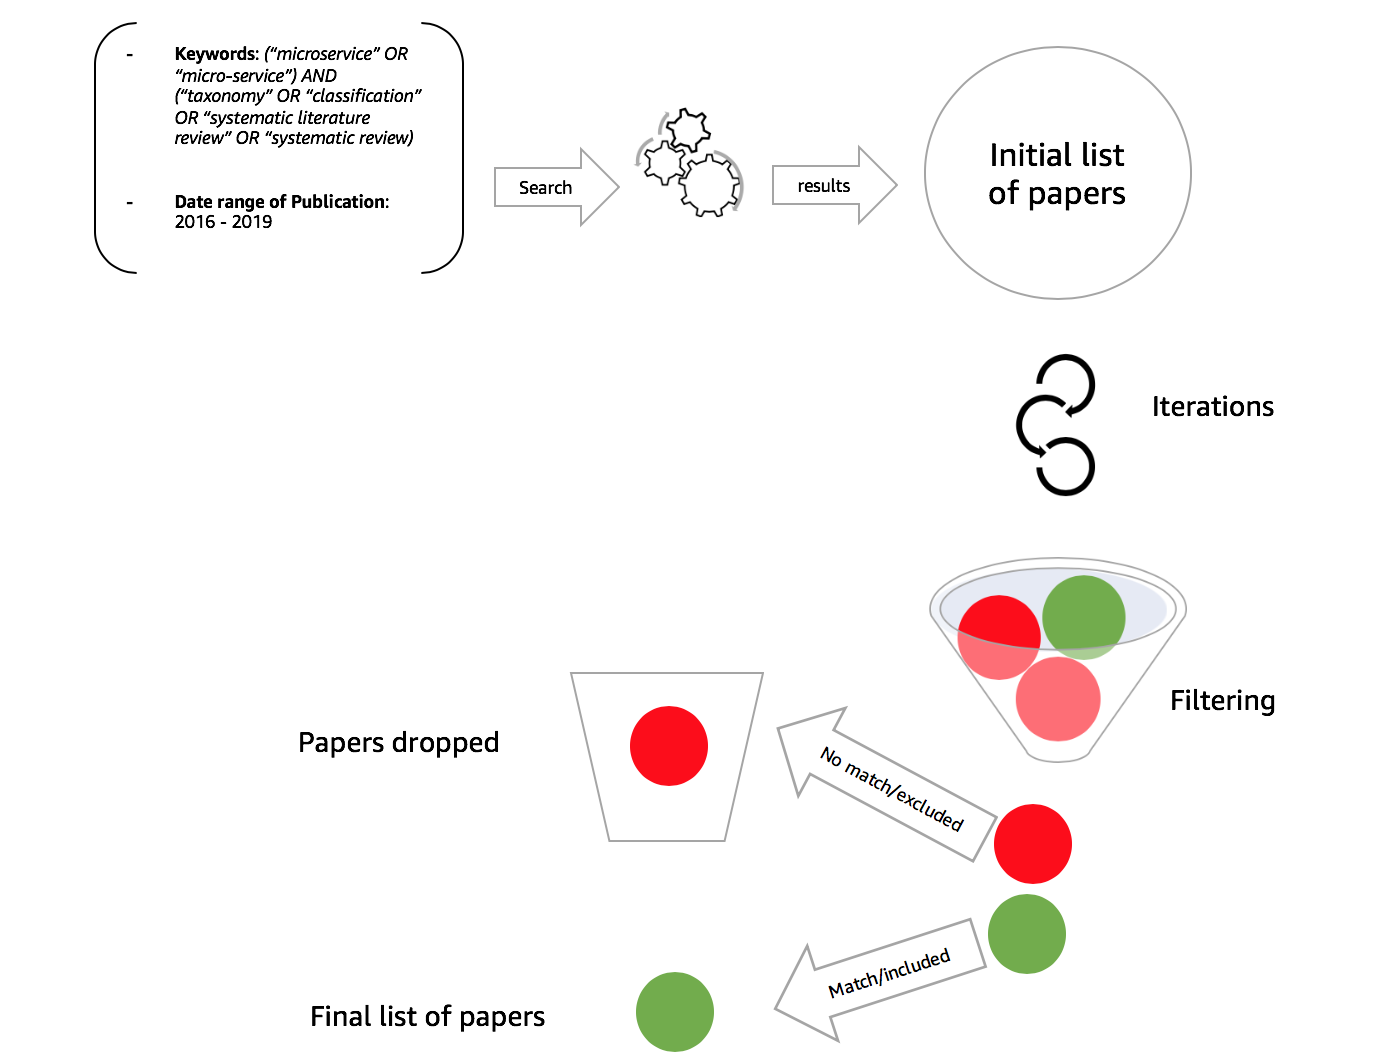 - Keywords: (“microservice” OR
“micro-service”) AND
(“taxonomy” OR “classification”
OR “systematic literature
review” OR “systematic review)
- Date range of Publication:
2016 - 2019
Search
results
Initial list
of papers
Iterations
Filtering
Papers dropped
No match/excluded
Match/included
Final list of papers